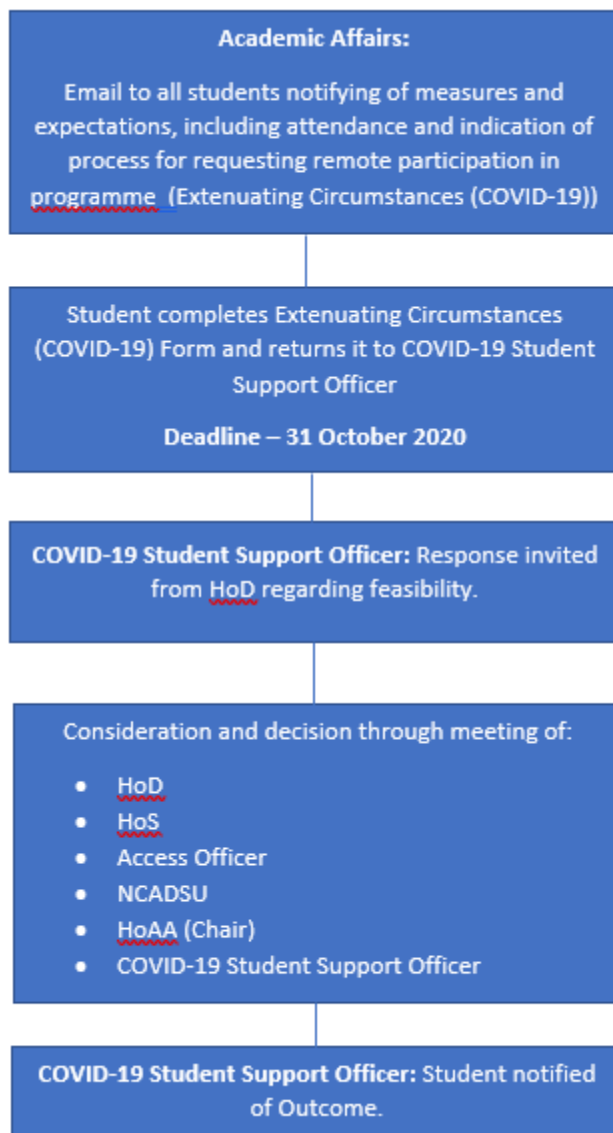 Academic Affairs:
Email to all students notifying of measures and
expectations, including attendance and indication of
process for requesting remote participation in
programme (Extenuating Circumstances (COVID-19))
Student completes Extenuating Circumstances
(COVID-19) Form and returns it to COVID-19 Student
Support Officer
Deadline – 31 October 2020
COVID-19 Student Support Officer: Response invited
from HoD regarding feasibility.
Consideration and decision through meeting of:
• HoD
• HoS
• Access Officer
• NCADSU
• HoAA (Chair)
• COVID-19 Student Support Officer
COVID-19 Student Support Officer: Student notified
of Outcome.